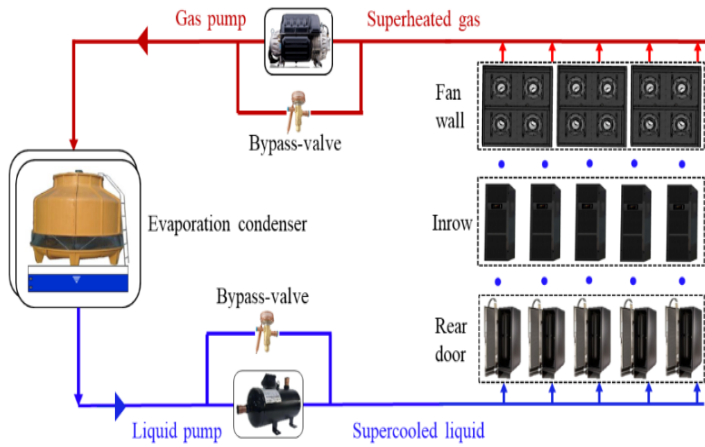 Gas pump
Superheated gas
Bypass-valve
Fan
wall
Evaporation condenser
Inrow
Bypass-valve
Rear
door
Liquid pump
Supercooled liquid